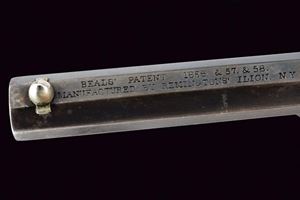 BEALS' PATENT 1856 & 57, & 58.
MANUFACTURED BY REMINGTONS' ILION, N.Y.